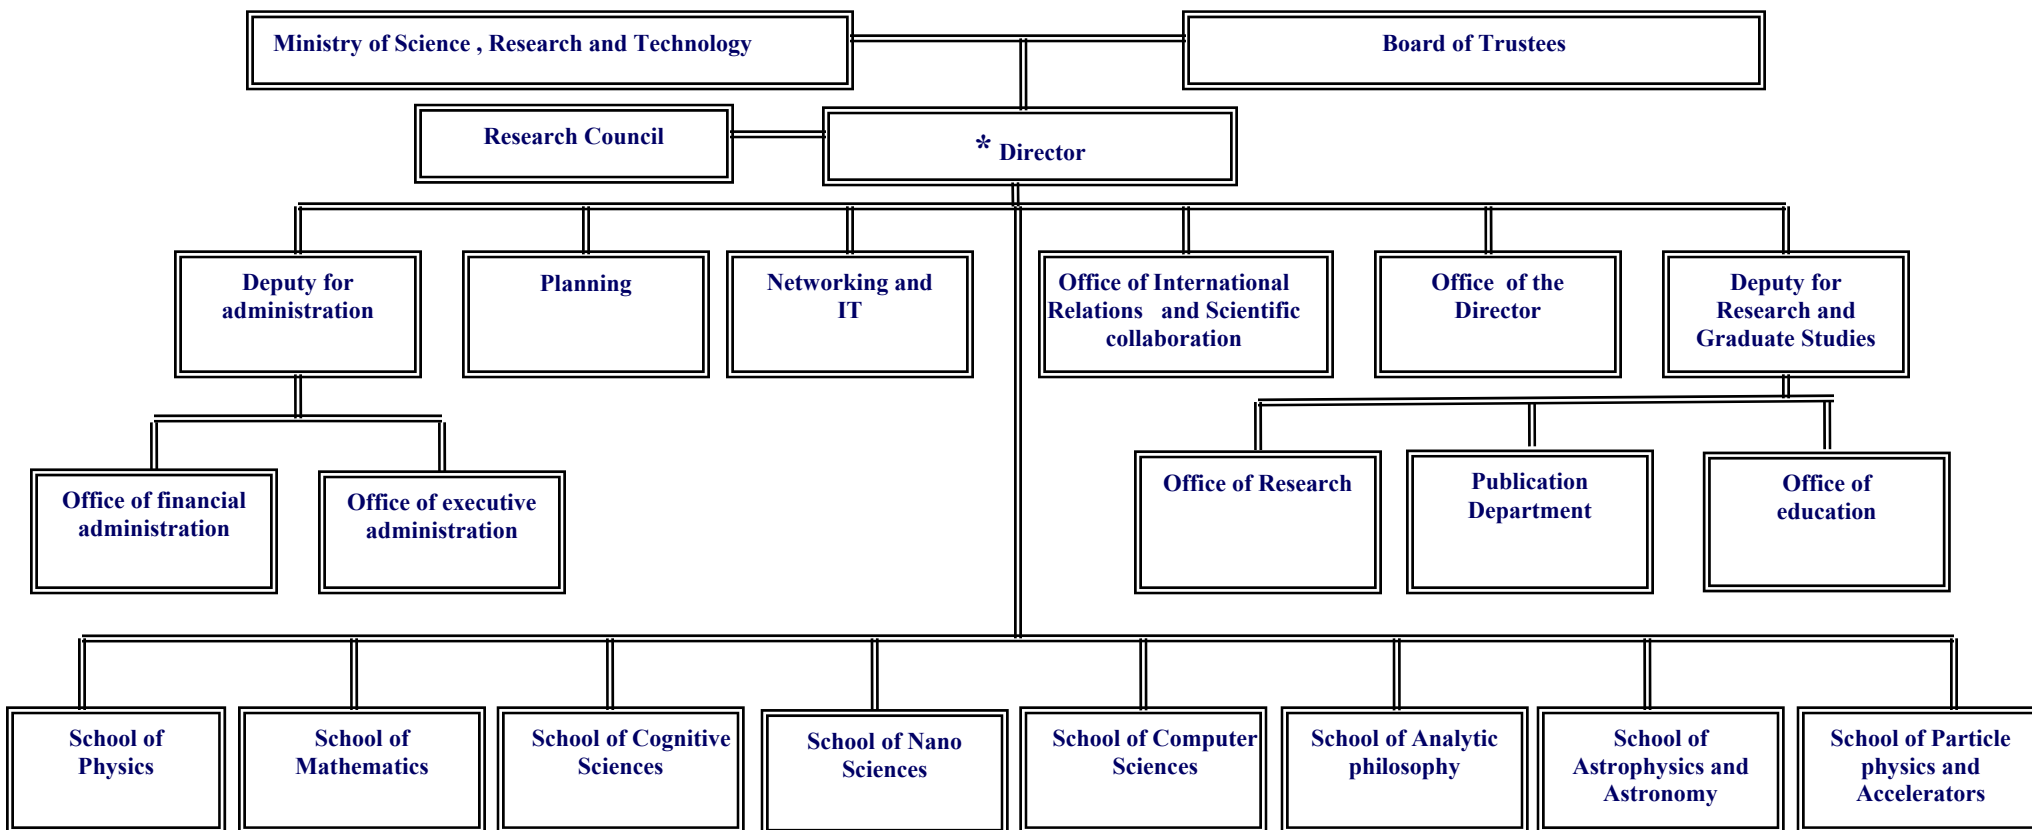 Ministry of Science , Research and Technology
Board of Trustees
Research Council
* Director
Deputy for
administration
Planning
Networking and
IT
Office of International
Relations and Scientific
collaboration
Office of the
Director
Deputy for
Research and
Graduate Studies
Office of financial
administration
Office of executive
administration
Office of Research
Publication
Department
Office of
education
School of
Physics
School of
Mathematics
School of Cognitive
Sciences
School of Nano
Sciences
School of Computer
Sciences
School of Analytic
philosophy
School of
Astrophysics and
Astronomy
School of Particle
physics and
Accelerators